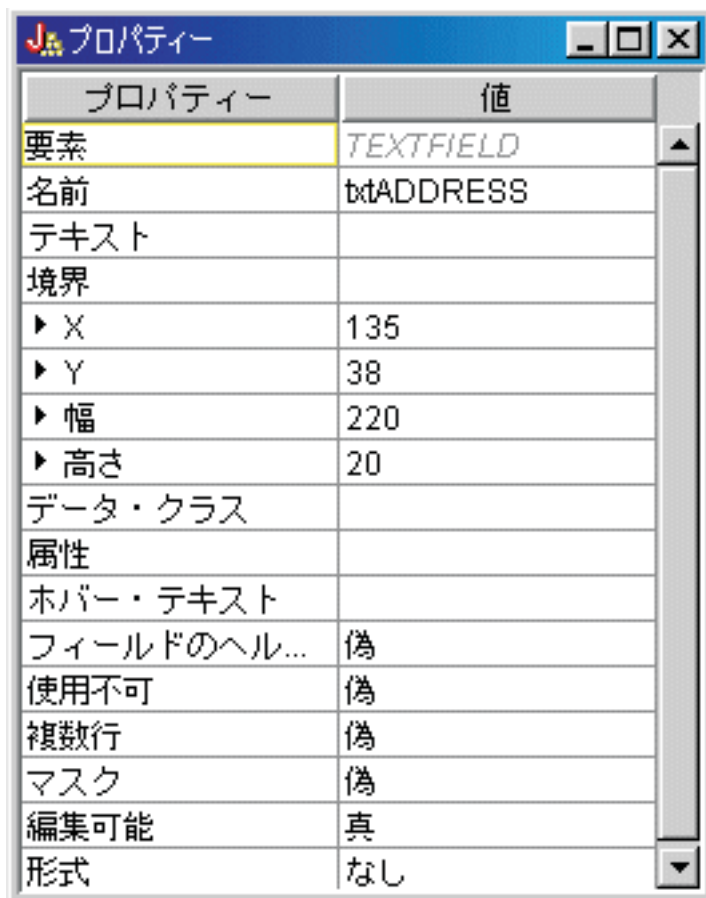 プロパティー
プロパティー 値
要素 TEXTFIELD
名前 txtADDRESS
テキスト
境界
X 135
Y 38
幅 220
高さ 20
データ・クラス
属性
ホバー・テキスト
フィールドのヘル... 偽
使用不可 偽
複数行 偽
マスク 偽
編集可能 真
形式 なし